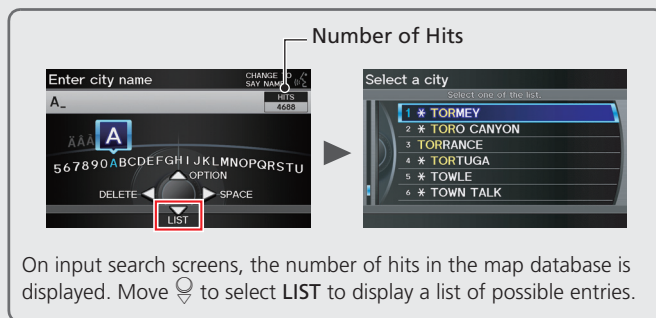 Number of Hits
Enter city name
CHANGE TO
SAY NAME
A_
HITS
4688
ÄÂÀ A
567890ABCDEFGHIJKLMNOPQRSTU
OPTION
DELETE SPACE
LIST
Select a city
Select one of the list.
1 * TORMEY
2 * TORO CANYON
3 TORRANCE
4 * TORTUGA
5 * TOWLE
6 * TOWN TALK
On input search screens, the number of hits in the map database is
displayed. Move to select LIST to display a list of possible entries.